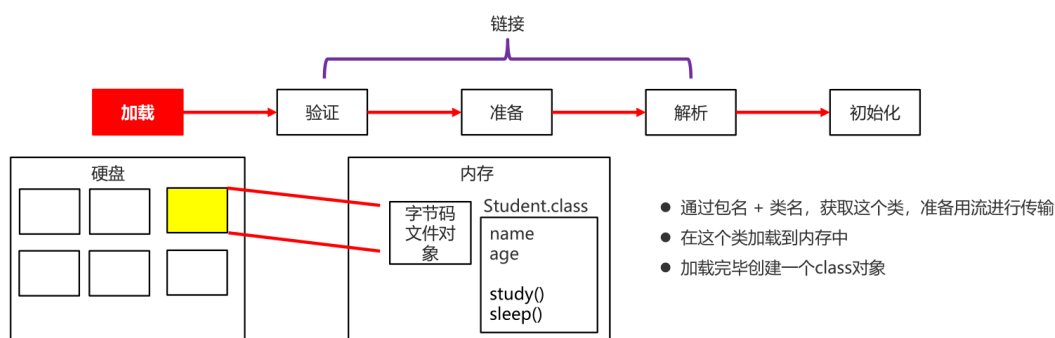 链接
加载
验证
准备
解析
初始化
硬盘
内存
字节码
文件对
象
Student.class
name
age
study()
sleep()
● 通过包名 + 类名，获取这个类，准备用流进行传输
● 在这个类加载到内存中
● 加载完毕创建一个class对象